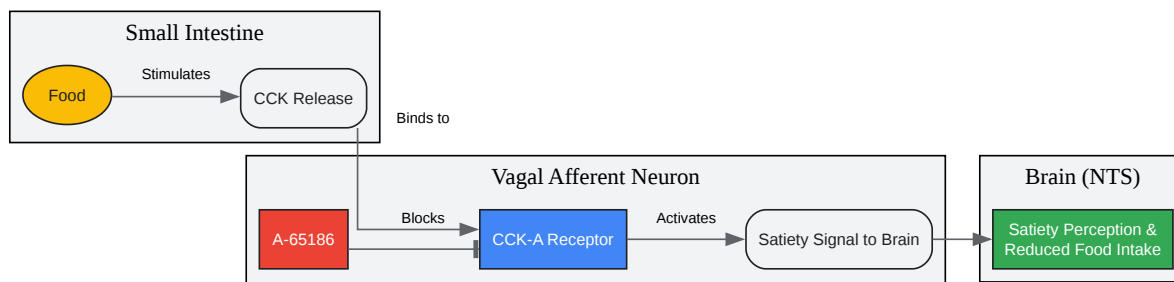 Small Intestine
Stimulates
Food
CCK Release
Binds to
Vagal Afferent Neuron
Brain (NTS)
Blocks
Activates
A-65186
CCK-A Receptor
Satiety Signal to Brain
Satiety Perception &
Reduced Food Intake